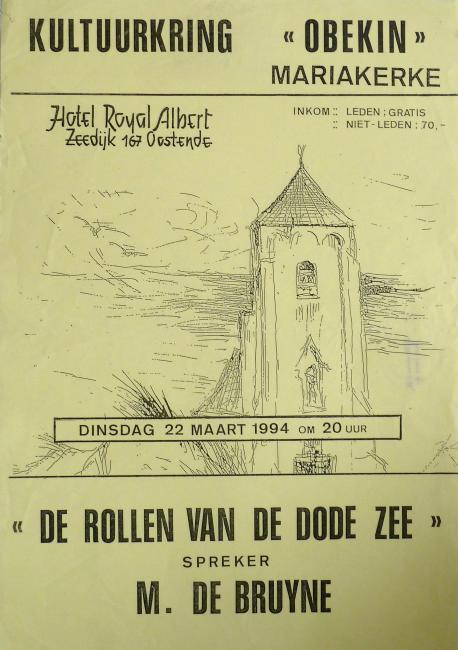 KULTUURKRING « OBEKIN »
MARIAKERKE
Hotel Royal Albert
Zeedijk 167 Oostende
INKOM :: LEDEN : GRATIS
:: NIET-LEDEN : 70,-
DINSDAG 22 MAART 1994 OM 20 UUR
« DE ROLLEN VAN DE DODE ZEE »
SPREKER
M. DE BRUYNE